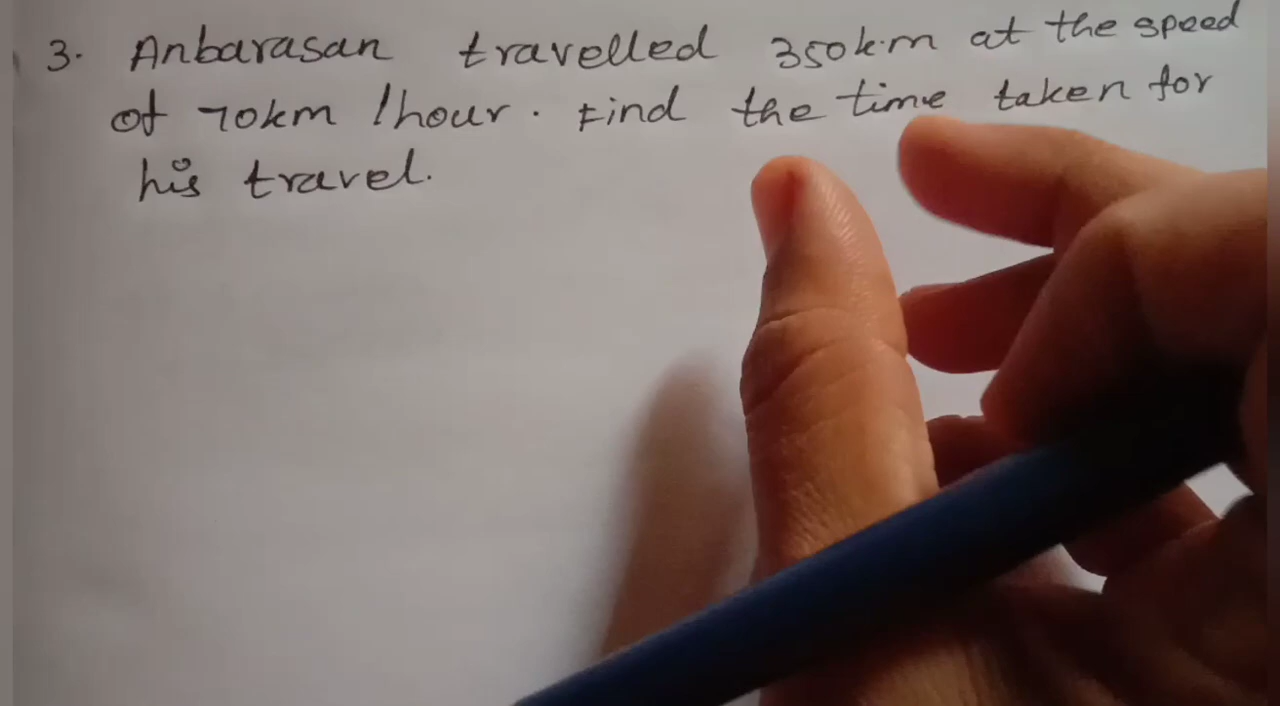 3. Anbarasan travelled 350k.m at the speed
of 70km /hour. Find the time taken for
his travel.